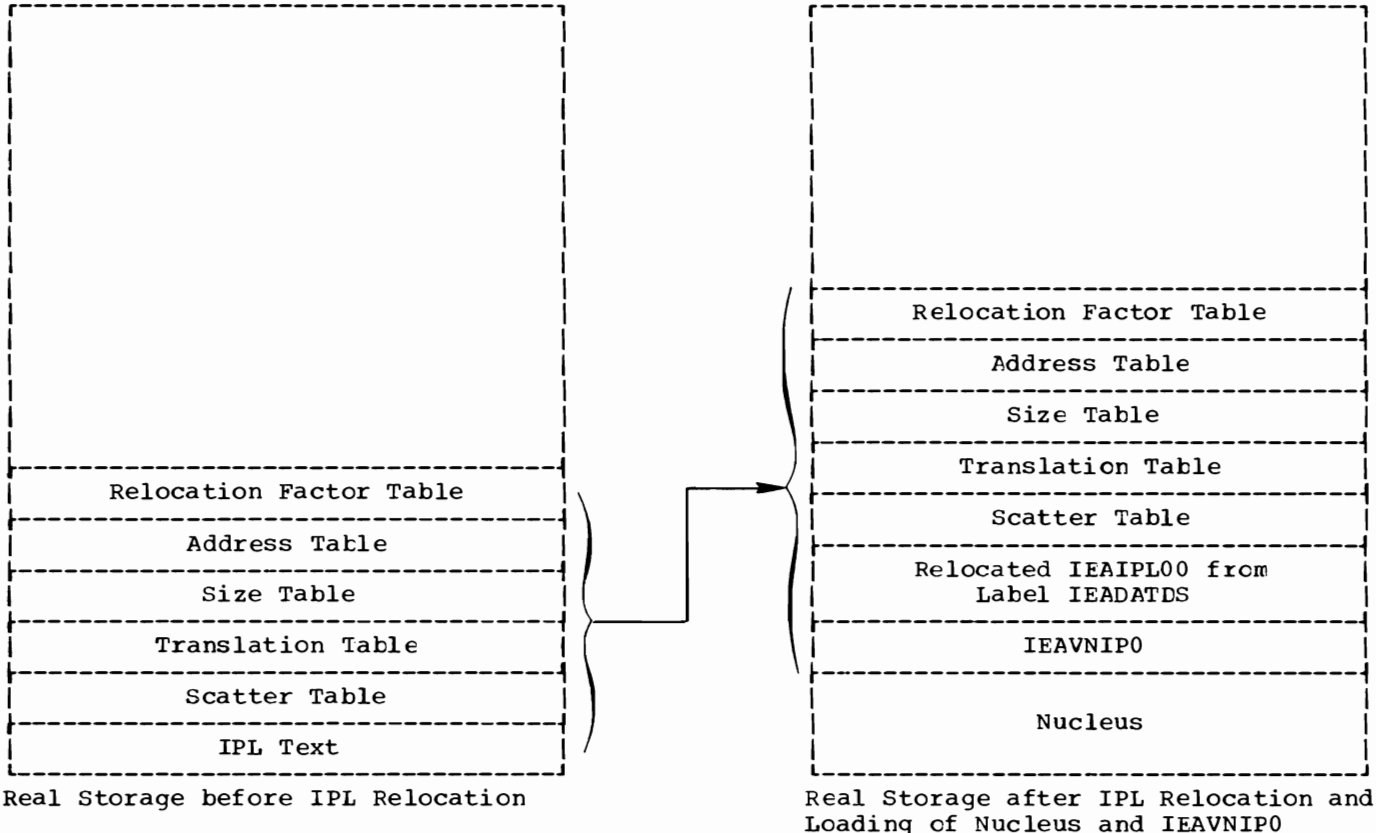 Relocation Factor Table
Address Table
Size Table
Translation Table
Scatter Table
IPL Text
Real Storage before IPL Relocation
Relocation Factor Table
Address Table
Size Table
Translation Table
Scatter Table
Relocated IEAIPL00 from
Label IEADATDS
IEAVNIP0
Nucleus
Real Storage after IPL Relocation and
Loading of Nucleus and IEAVNIP0